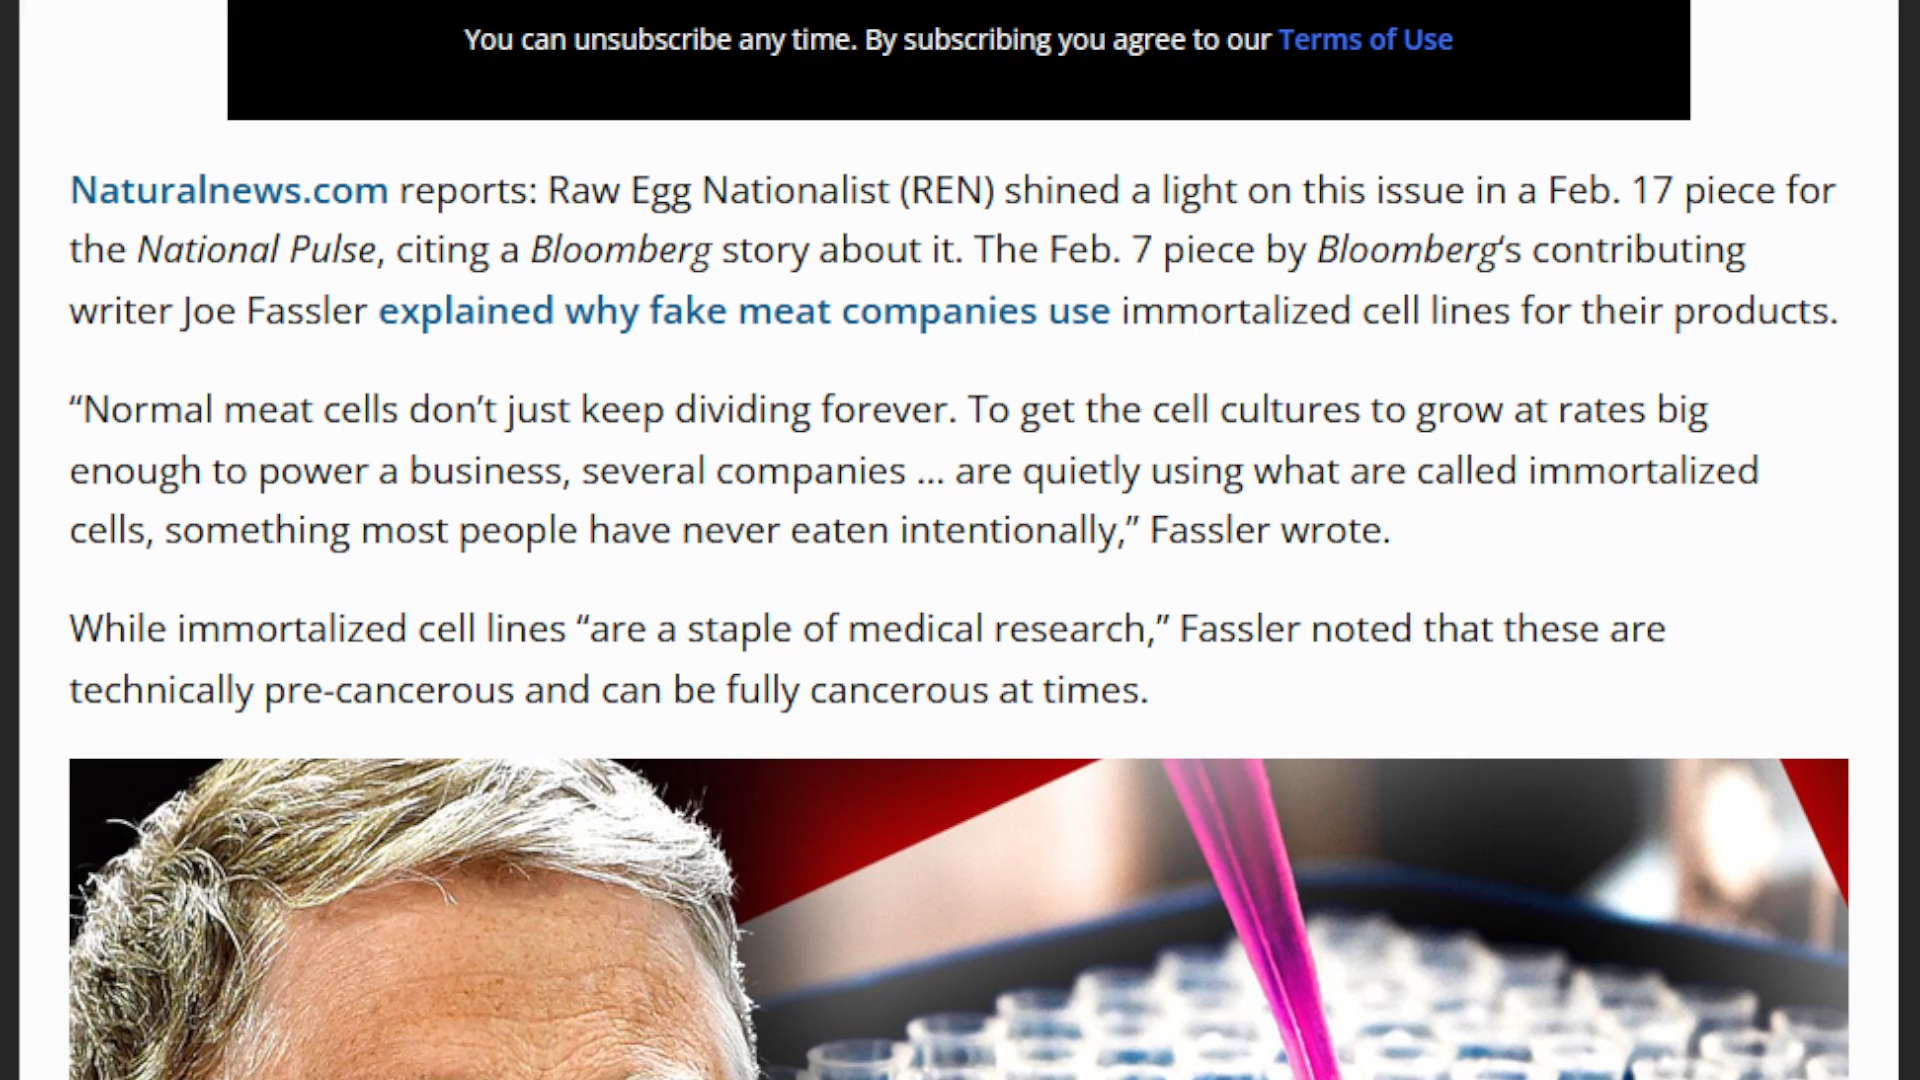 You can unsubscribe any time. By subscribing you agree to our Terms of Use
Naturalnews.com reports: Raw Egg Nationalist (REN) shined a light on this issue in a Feb. 17 piece for
the National Pulse, citing a Bloomberg story about it. The Feb. 7 piece by Bloomberg‘s contributing
writer Joe Fassler explained why fake meat companies use immortalized cell lines for their products.
“Normal meat cells don’t just keep dividing forever. To get the cell cultures to grow at rates big
enough to power a business, several companies … are quietly using what are called immortalized
cells, something most people have never eaten intentionally,” Fassler wrote.
While immortalized cell lines “are a staple of medical research,” Fassler noted that these are
technically pre-cancerous and can be fully cancerous at times.